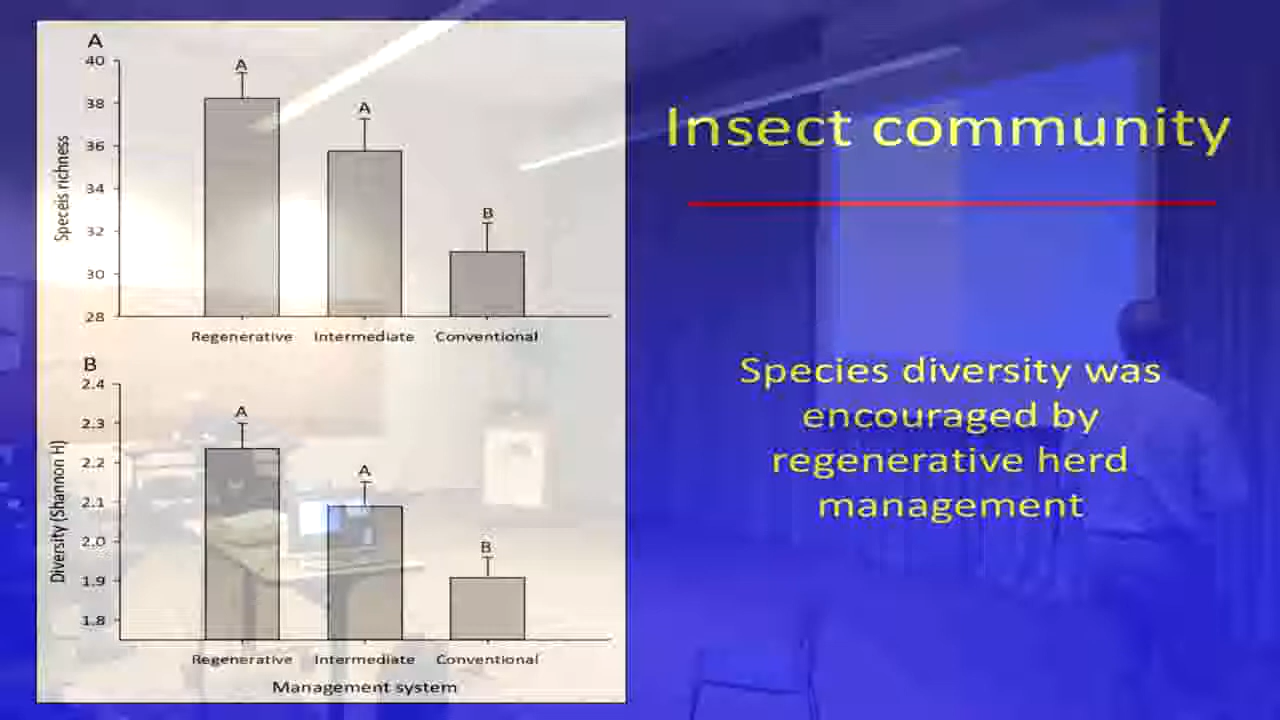 A
40
38
36
34
32
30
28
Speceis richness
A
A
B
Regenerative Intermediate Conventional
B
2.4
2.3
2.2
2.1
2.0
1.9
1.8
Diversity (Shannon H)
A
A
B
Regenerative Intermediate Conventional
Management system
Insect community
Species diversity was
encouraged by
regenerative herd
management